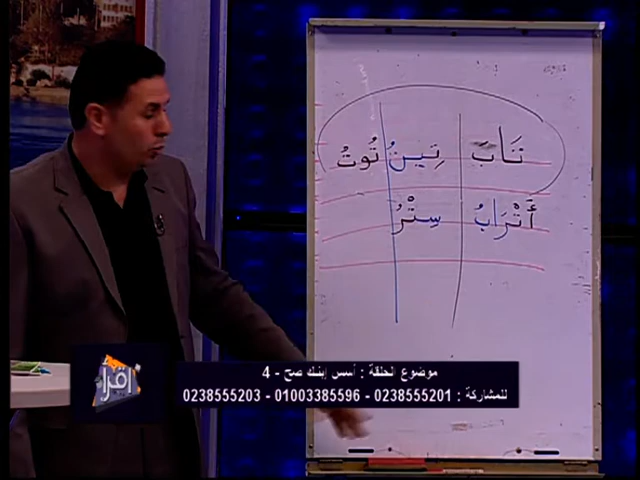 تَابَ تِينُ تُوتُ
أَتْرَابُ سِتْرُ
اقرأ
موضوع الحلقة : أسس إبنك صح - 4
للمشاركة : 0238555201 - 01003385596 - 0238555203